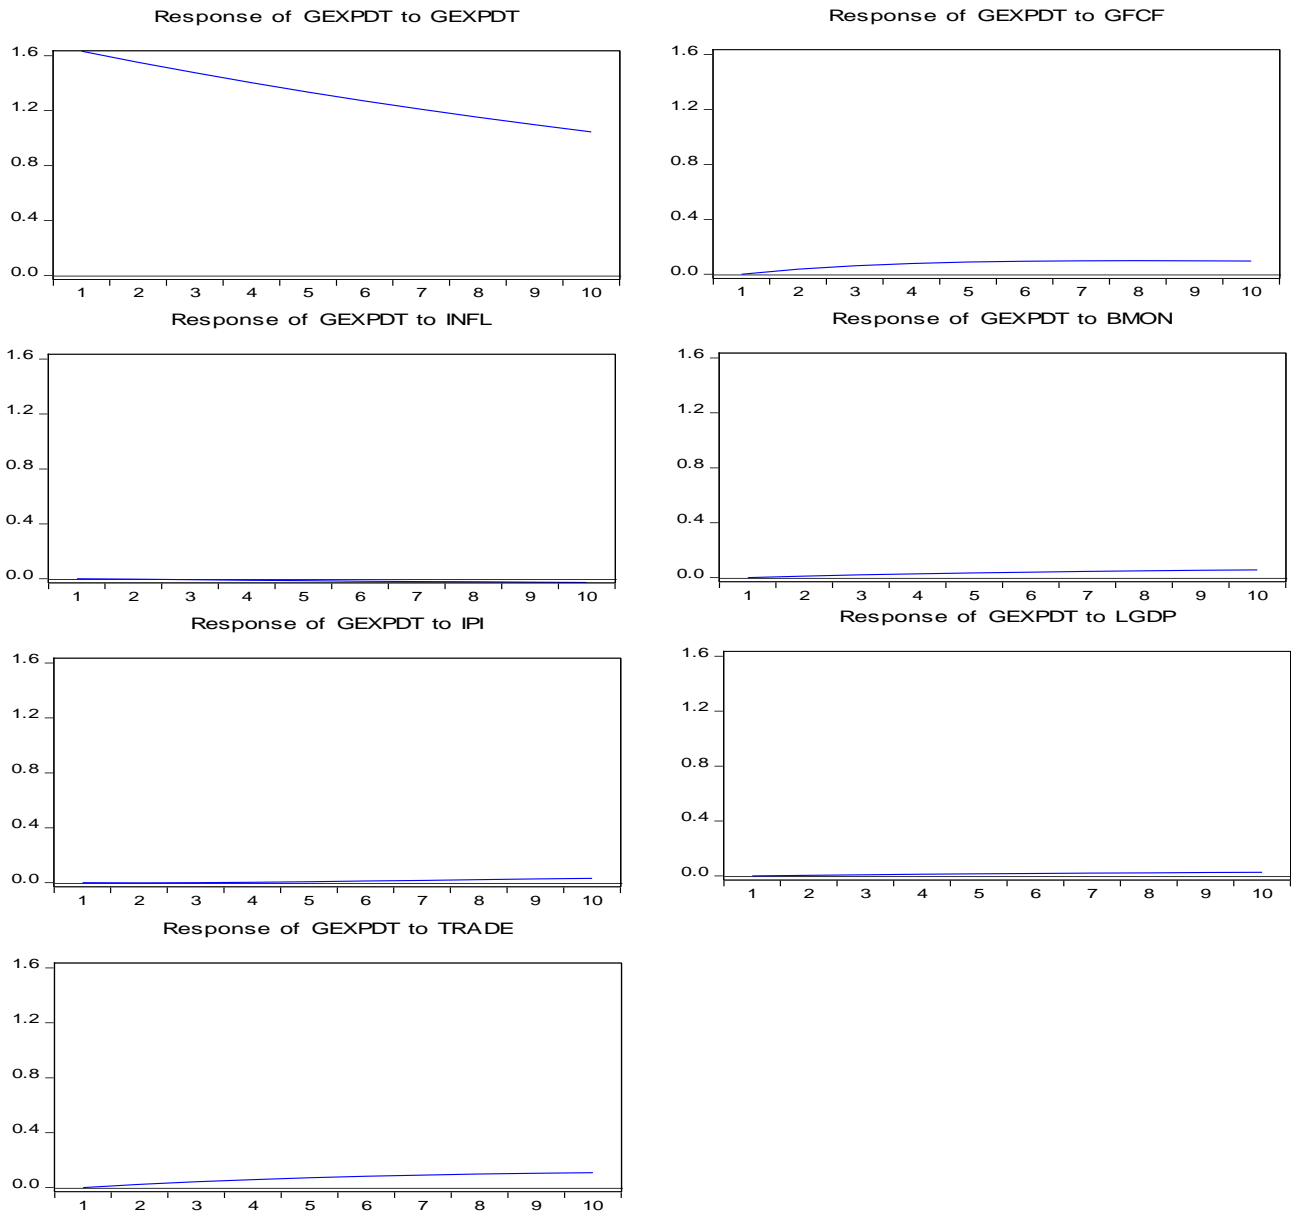 Response of GEXPDT to GEXPDT
1.6
1.2
0.8
0.4
0.0
1 2 3 4 5 6 7 8 9 10
Response of GEXPDT to GFCF
1.6
1.2
0.8
0.4
0.0
1 2 3 4 5 6 7 8 9 10
Response of GEXPDT to INFL
1.6
1.2
0.8
0.4
0.0
1 2 3 4 5 6 7 8 9 10
Response of GEXPDT to BMON
1.6
1.2
0.8
0.4
0.0
1 2 3 4 5 6 7 8 9 10
Response of GEXPDT to IPI
1.6
1.2
0.8
0.4
0.0
1 2 3 4 5 6 7 8 9 10
Response of GEXPDT to LGDP
1.6
1.2
0.8
0.4
0.0
1 2 3 4 5 6 7 8 9 10
Response of GEXPDT to TRADE
1.6
1.2
0.8
0.4
0.0
1 2 3 4 5 6 7 8 9 10